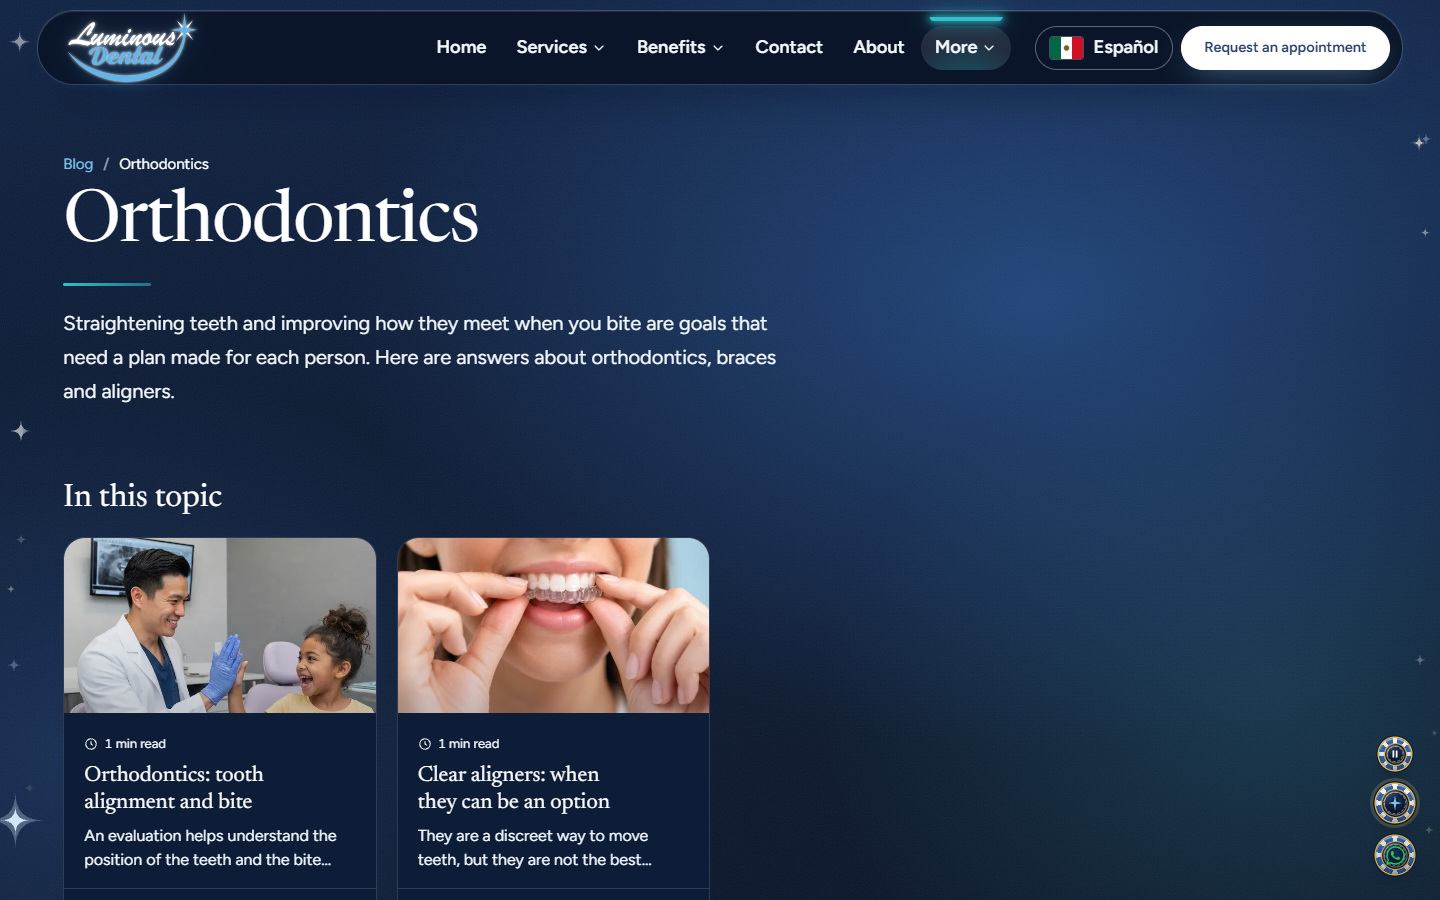 Luminous
Dental
Home
Services
Benefits
Contact
About
More
Español
Request an appointment
Blog / Orthodontics
Orthodontics
Straightening teeth and improving how they meet when you bite are goals that
need a plan made for each person. Here are answers about orthodontics, braces
and aligners.
In this topic
1 min read
Orthodontics: tooth
alignment and bite
An evaluation helps understand the
position of the teeth and the bite...
1 min read
Clear aligners: when
they can be an option
They are a discreet way to move
teeth, but they are not the best...